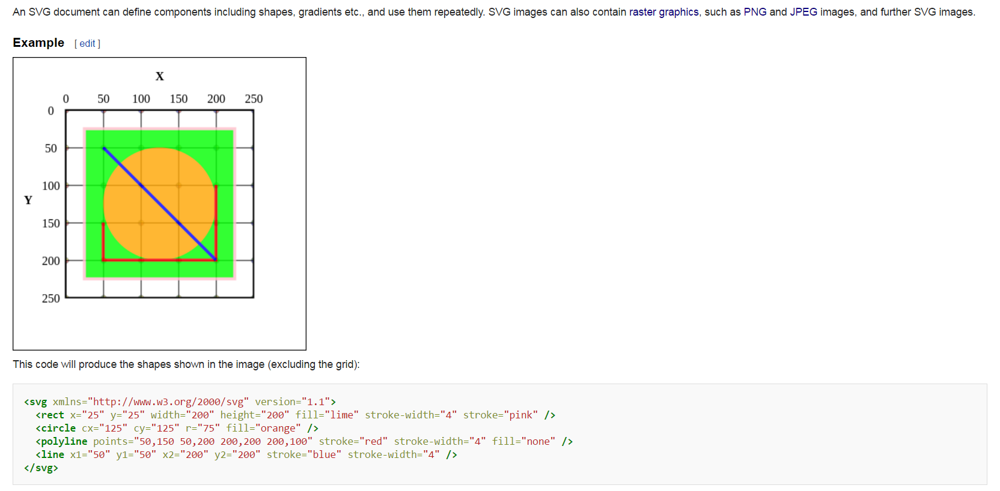 An SVG document can define components including shapes, gradients etc., and use them repeatedly. SVG images can also contain raster graphics, such as PNG and JPEG images, and further SVG images.
Example [ edit ]
X
0 50 100 150 200 250
0
50
100
Y
150
200
250
This code will produce the shapes shown in the image (excluding the grid):
<svg xmlns="http://www.w3.org/2000/svg" version="1.1">
  <rect x="25" y="25" width="200" height="200" fill="lime" stroke-width="4" stroke="pink" />
  <circle cx="125" cy="125" r="75" fill="orange" />
  <polyline points="50,150 50,200 200,200 200,100" stroke="red" stroke-width="4" fill="none" />
  <line x1="50" y1="50" x2="200" y2="200" stroke="blue" stroke-width="4" />
</svg>